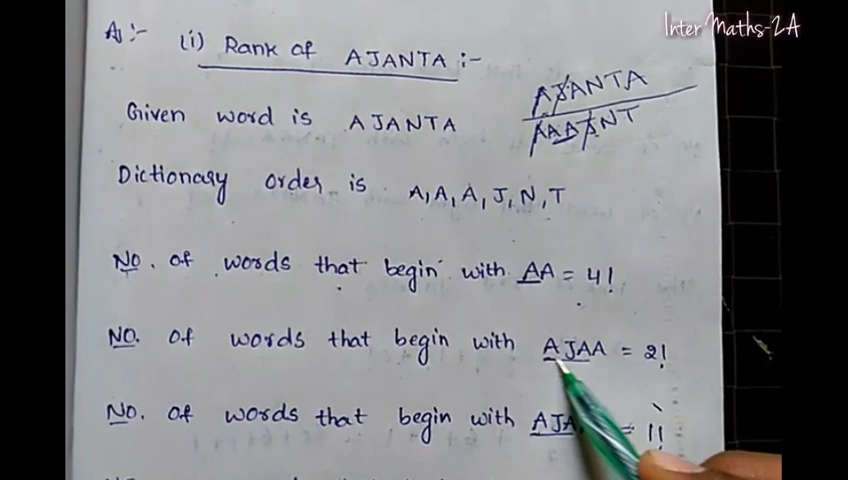 Inter Maths-2A
A:- (i) Rank of AJANTA :-
AJANTA
AAAJNT
Given word is AJANTA
Dictionary order is A, A, A, J, N, T
No. of words that begin with AA = 4!
NO. of words that begin with AJAA = 2!
No. of words that begin with AJA = 1!